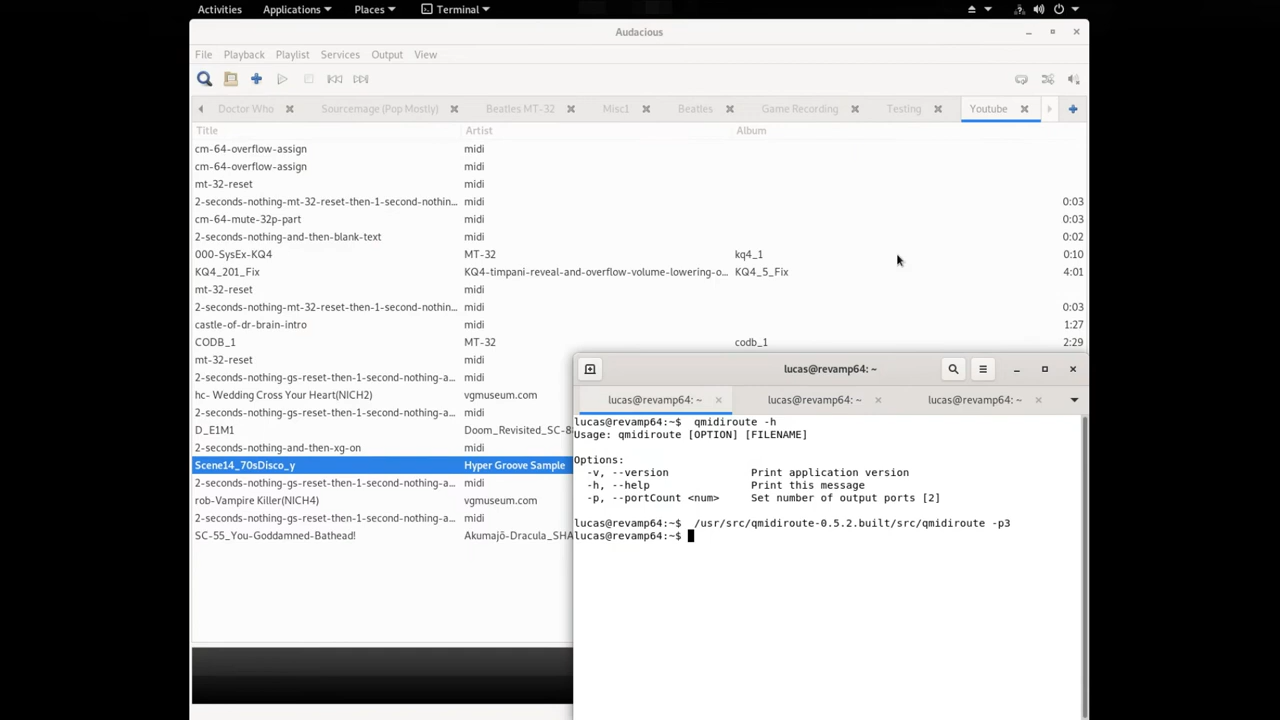 Activities Applications Places Terminal
Audacious
File Playback Playlist Services Output View
Doctor Who Sourcemage (Pop Mostly) Beatles MT-32 Misc1 Beatles Game Recording Testing Youtube
Title Artist Album
cm-64-overflow-assign midi
cm-64-overflow-assign midi
mt-32-reset midi
2-seconds-nothing-mt-32-reset-then-1-second-nothin... midi 0:03
cm-64-mute-32p-part midi 0:03
2-seconds-nothing-and-then-blank-text midi 0:02
000-SysEx-KQ4 MT-32 kq4_1 0:10
KQ4_201_Fix KQ4-timpani-reveal-and-overflow-volume-lowering-o... KQ4_5_Fix 4:01
mt-32-reset midi
2-seconds-nothing-mt-32-reset-then-1-second-nothin... midi 0:03
castle-of-dr-brain-intro midi 1:27
CODB_1 MT-32 codb_1 2:29
mt-32-reset midi
2-seconds-nothing-gs-reset-then-1-second-nothing-a... midi
hc- Wedding Cross Your Heart(NICH2) vgmuseum.com
2-seconds-nothing-gs-reset-then-1-second-nothing-a... midi
D_E1M1 Doom_Revisited_SC-8
2-seconds-nothing-and-then-xg-on midi
Scene14_70sDisco_y Hyper Groove Sample
2-seconds-nothing-gs-reset-then-1-second-nothing-a... midi
rob-Vampire Killer(NICH4) vgmuseum.com
2-seconds-nothing-gs-reset-then-1-second-nothing-a... midi
SC-55_You-Goddamned-Bathead! Akumajō-Dracula_SHA
lucas@revamp64: ~
lucas@revamp64: ~ lucas@revamp64: ~ lucas@revamp64: ~
lucas@revamp64:~$ qmidiroute -h
Usage: qmidiroute [OPTION] [FILENAME]
Options:
-v, --version Print application version
-h, --help Print this message
-p, --portCount <num> Set number of output ports [2]
lucas@revamp64:~$ /usr/src/qmidiroute-0.5.2.built/src/qmidiroute -p3
lucas@revamp64:~$